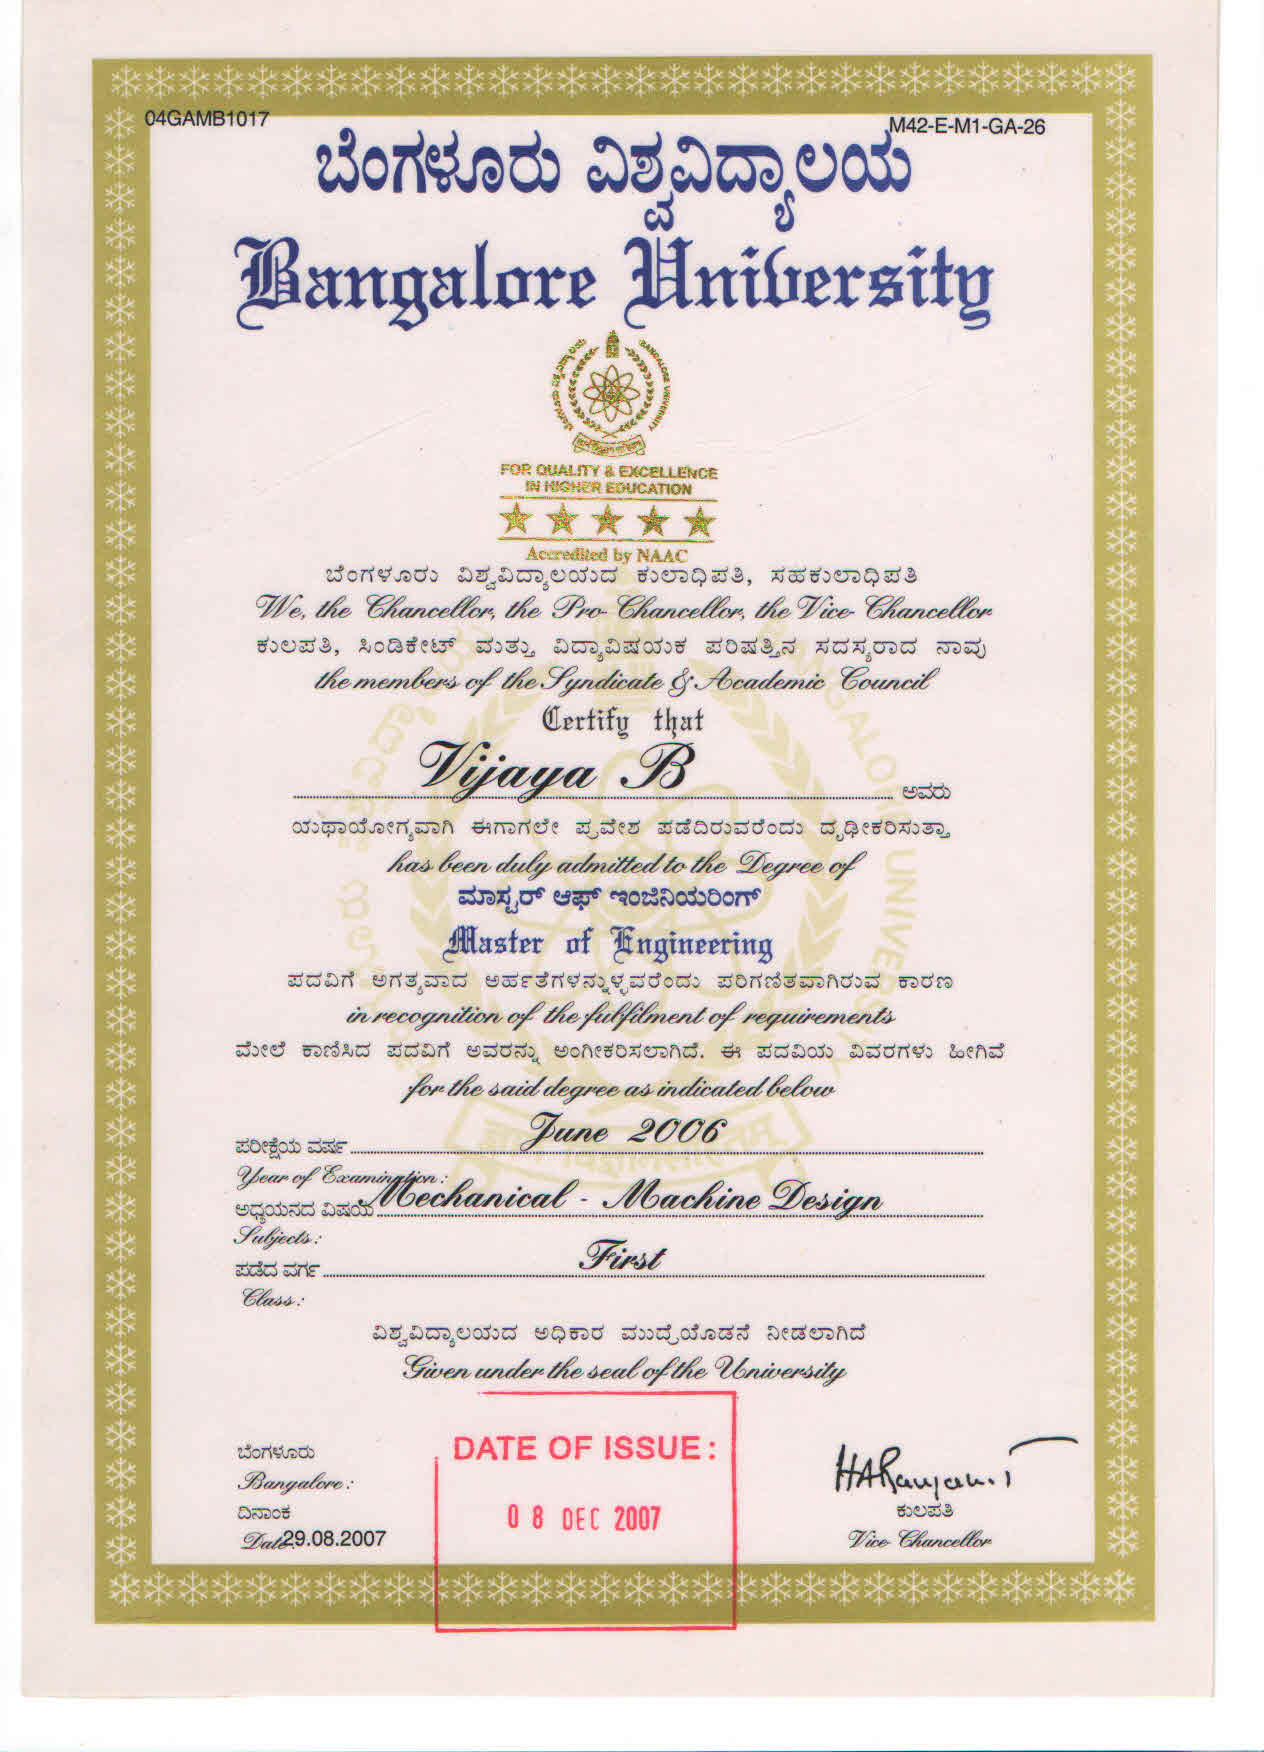 04GAMB1017
M42-E-M1-GA-26
ಬೆಂಗಳೂರು ವಿಶ್ವವಿದ್ಯಾಲಯ
Bangalore University
BANGALORE UNIVERSITY
FOR QUALITY & EXCELLENCE
IN HIGHER EDUCATION
Accredited by NAAC
ಬೆಂಗಳೂರು ವಿಶ್ವವಿದ್ಯಾಲಯದ ಕುಲಾಧಿಪತಿ, ಸಹಕುಲಾಧಿಪತಿ
We, the Chancellor, the Pro-Chancellor, the Vice-Chancellor
ಕುಲಪತಿ, ಸಿಂಡಿಕೇಟ್ ಮತ್ತು ವಿದ್ಯಾವಿಷಯಕ ಪರಿಷತ್ತಿನ ಸದಸ್ಯರಾದ ನಾವು
the members of the Syndicate & Academic Council
Certify that
Vijaya B ಅವರು
ಯಥಾಯೋಗ್ಯವಾಗಿ ಈಗಾಗಲೇ ಪ್ರವೇಶ ಪಡೆದಿರುವರೆಂದು ದೃಢೀಕರಿಸುತ್ತಾ
has been duly admitted to the Degree of
ಮಾಸ್ಟರ್ ಆಫ್ ಇಂಜಿನಿಯರಿಂಗ್
Master of Engineering
ಪದವಿಗೆ ಅಗತ್ಯವಾದ ಅರ್ಹತೆಗಳನ್ನುಳ್ಳವರೆಂದು ಪರಿಗಣಿತವಾಗಿರುವ ಕಾರಣ
in recognition of the fulfilment of requirements
ಮೇಲೆ ಕಾಣಿಸಿದ ಪದವಿಗೆ ಅವರನ್ನು ಅಂಗೀಕರಿಸಲಾಗಿದೆ. ಈ ಪದವಿಯ ವಿವರಗಳು ಹೀಗಿವೆ
for the said degree as indicated below
ಪರೀಕ್ಷೆಯ ವರ್ಷ June 2006
Year of Examination :
ಅಧ್ಯಯನದ ವಿಷಯ Mechanical - Machine Design
Subjects :
ಪಡೆದ ವರ್ಗ First
Class :
ವಿಶ್ವವಿದ್ಯಾಲಯದ ಅಧಿಕಾರ ಮುದ್ರೆಯೊಡನೆ ನೀಡಲಾಗಿದೆ
Given under the seal of the University
ಬೆಂಗಳೂರು
Bangalore :
ದಿನಾಂಕ
Date: 29.08.2007
DATE OF ISSUE :
08 DEC 2007
ಕುಲಪತಿ
Vice-Chancellor